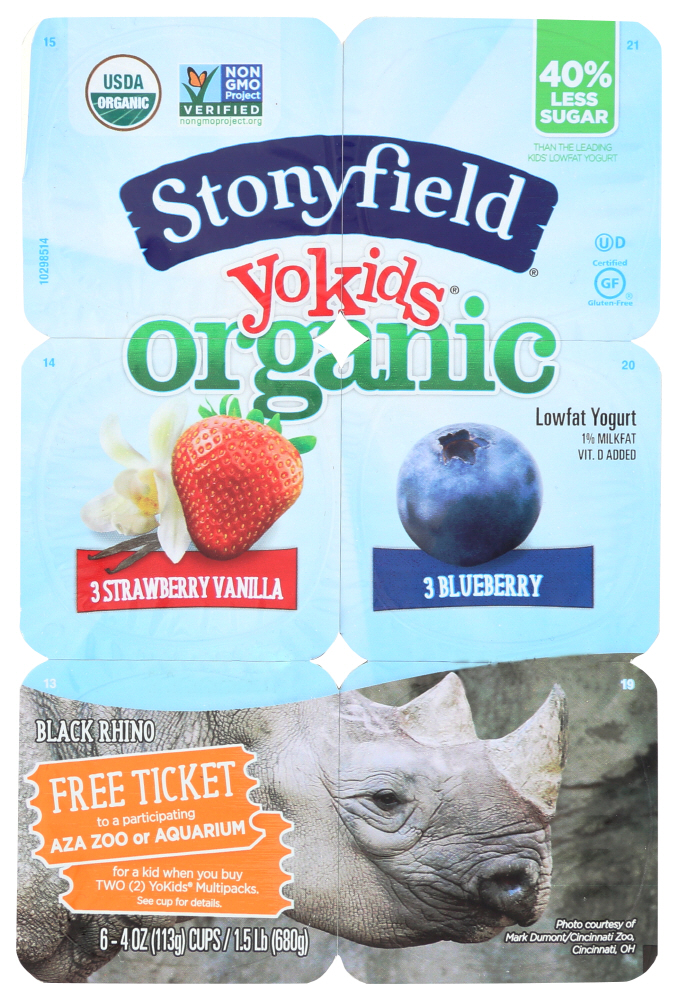 15
21
USDA
ORGANIC
NON
GMO
Project
VERIFIED
nongmoproject.org
40%
LESS
SUGAR
THAN THE LEADING
KIDS' LOWFAT YOGURT
Stonyfield®
10298514
U D
Certified
GF®
Gluten-Free
yokids®
organic
14
20
Lowfat Yogurt
1% MILKFAT
VIT. D ADDED
3 STRAWBERRY VANILLA
3 BLUEBERRY
13
19
BLACK RHINO
FREE TICKET
to a participating
AZA ZOO or AQUARIUM
for a kid when you buy
TWO (2) YoKids® Multipacks.
See cup for details.
6 - 4 OZ (113g) CUPS / 1.5 Lb (680g)
Photo courtesy of
Mark Dumont/Cincinnati Zoo,
Cincinnati, OH